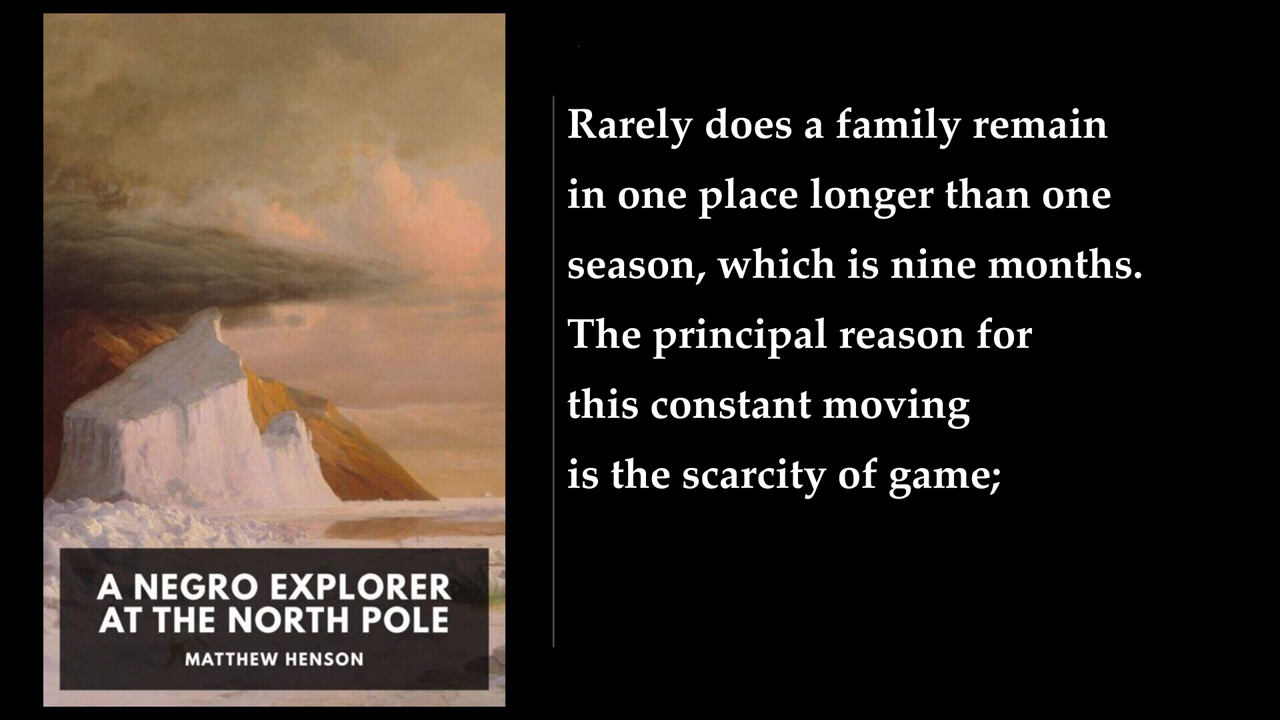 A NEGRO EXPLORER
AT THE NORTH POLE
MATTHEW HENSON
Rarely does a family remain
in one place longer than one
season, which is nine months.
The principal reason for
this constant moving
is the scarcity of game;